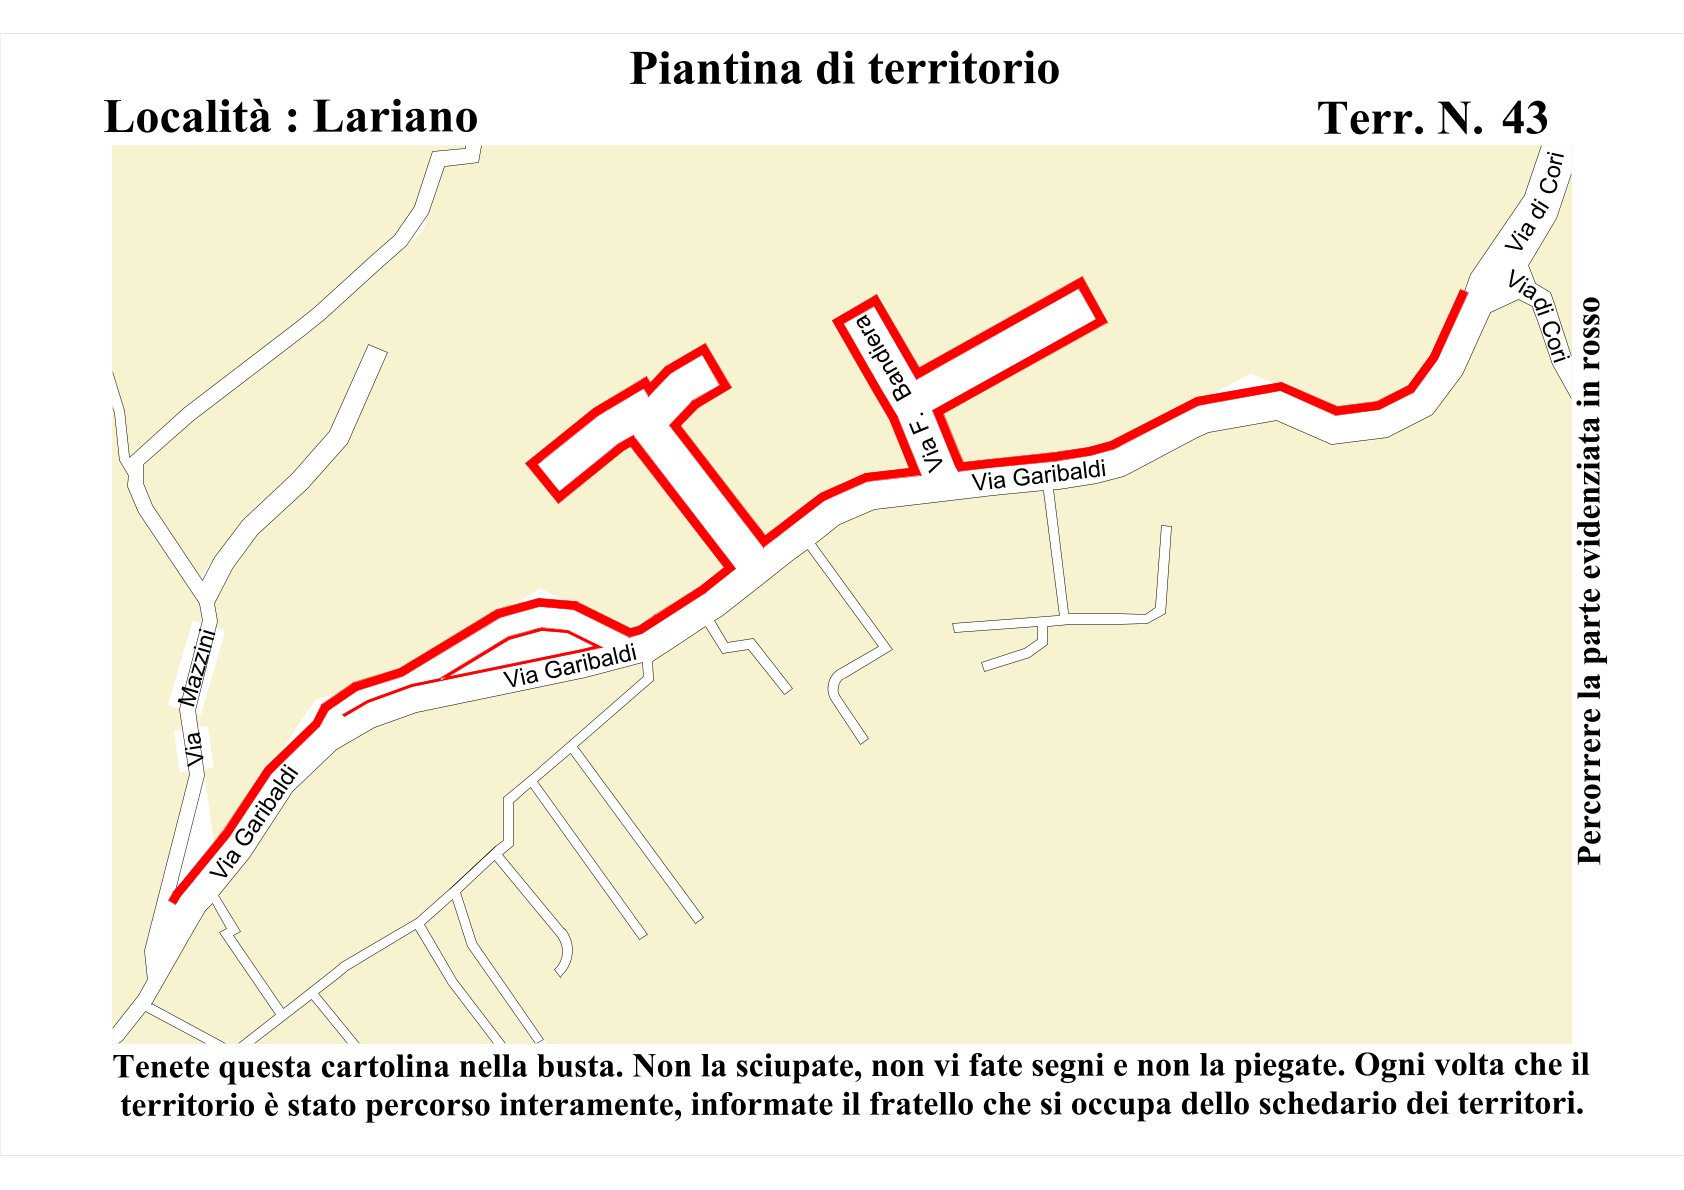 Piantina di territorio
Località : Lariano
Terr. N. 43
Via di Cori
Via di Cori
Via F. Bandiera
Via Garibaldi
Via Garibaldi
Via Mazzini
Via Garibaldi
Percorrere la parte evidenziata in rosso
Tenete questa cartolina nella busta. Non la sciupate, non vi fate segni e non la piegate. Ogni volta che il
territorio è stato percorso interamente, informate il fratello che si occupa dello schedario dei territori.